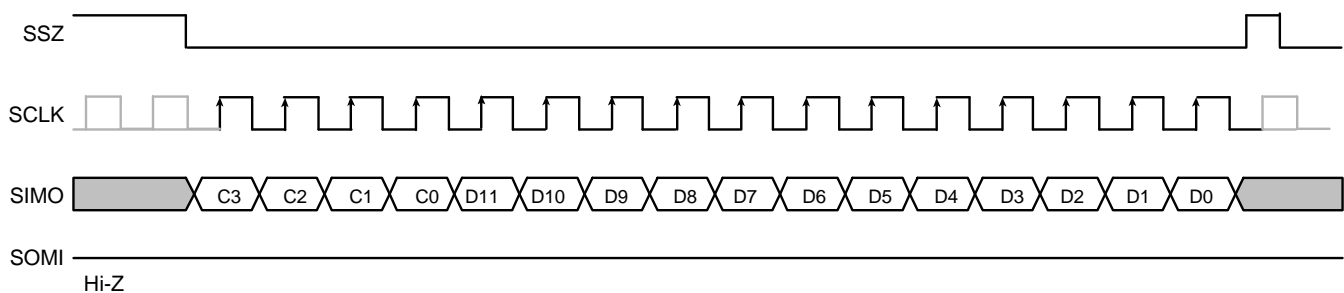 SSZ
SCLK
SIMO C3 C2 C1 C0 D11 D10 D9 D8 D7 D6 D5 D4 D3 D2 D1 D0
SOMI
Hi-Z